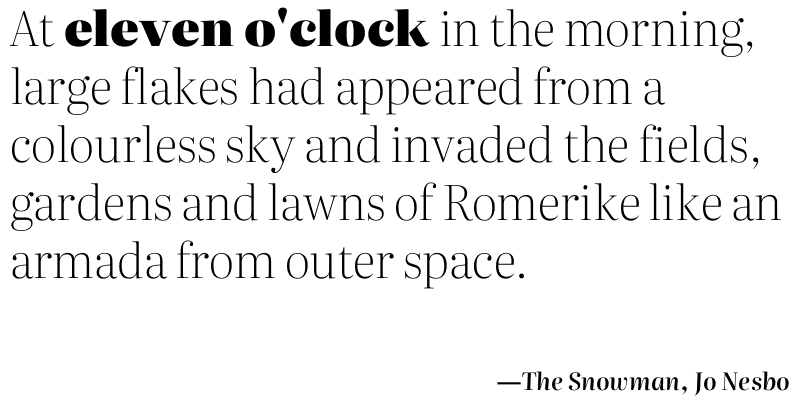 At eleven o'clock in the morning,
large flakes had appeared from a
colourless sky and invaded the fields,
gardens and lawns of Romerike like an
armada from outer space.
—The Snowman, Jo Nesbo